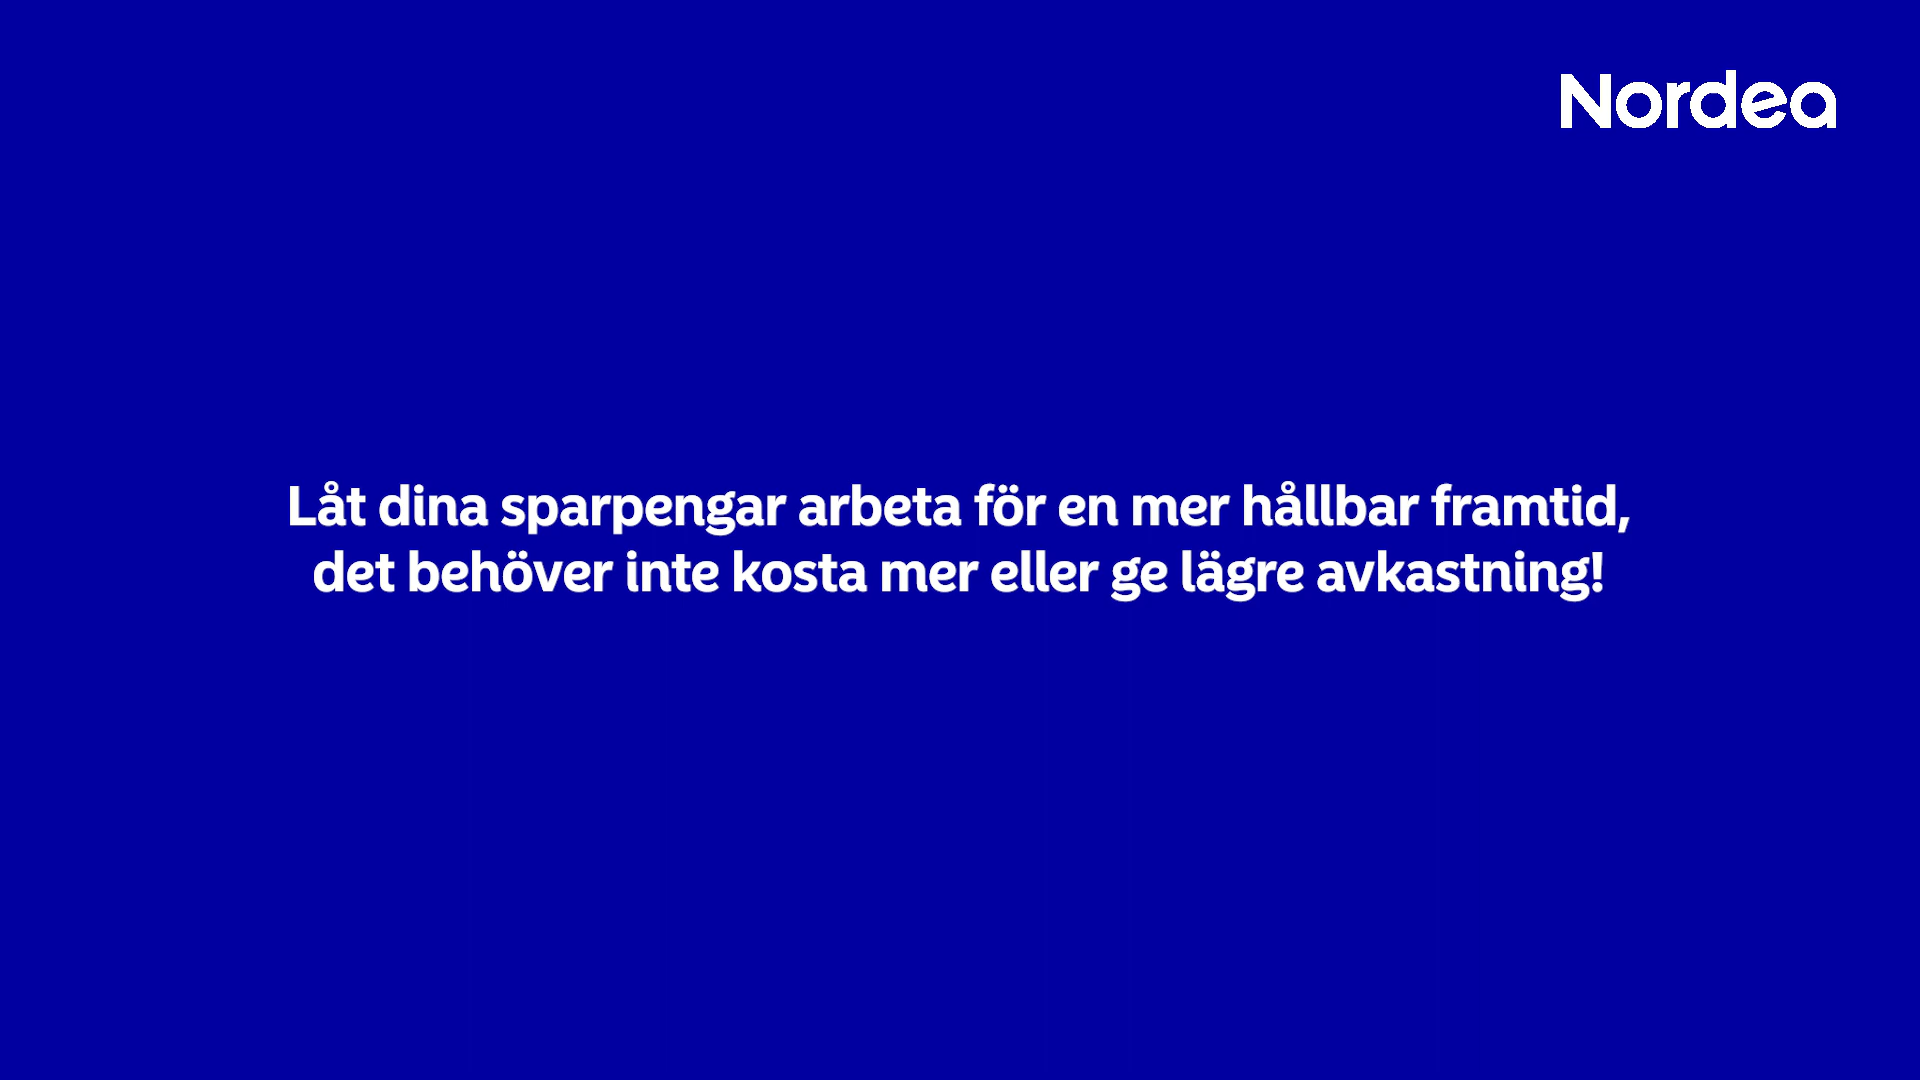 Nordea
Låt dina sparpengar arbeta för en mer hållbar framtid,
det behöver inte kosta mer eller ge lägre avkastning!